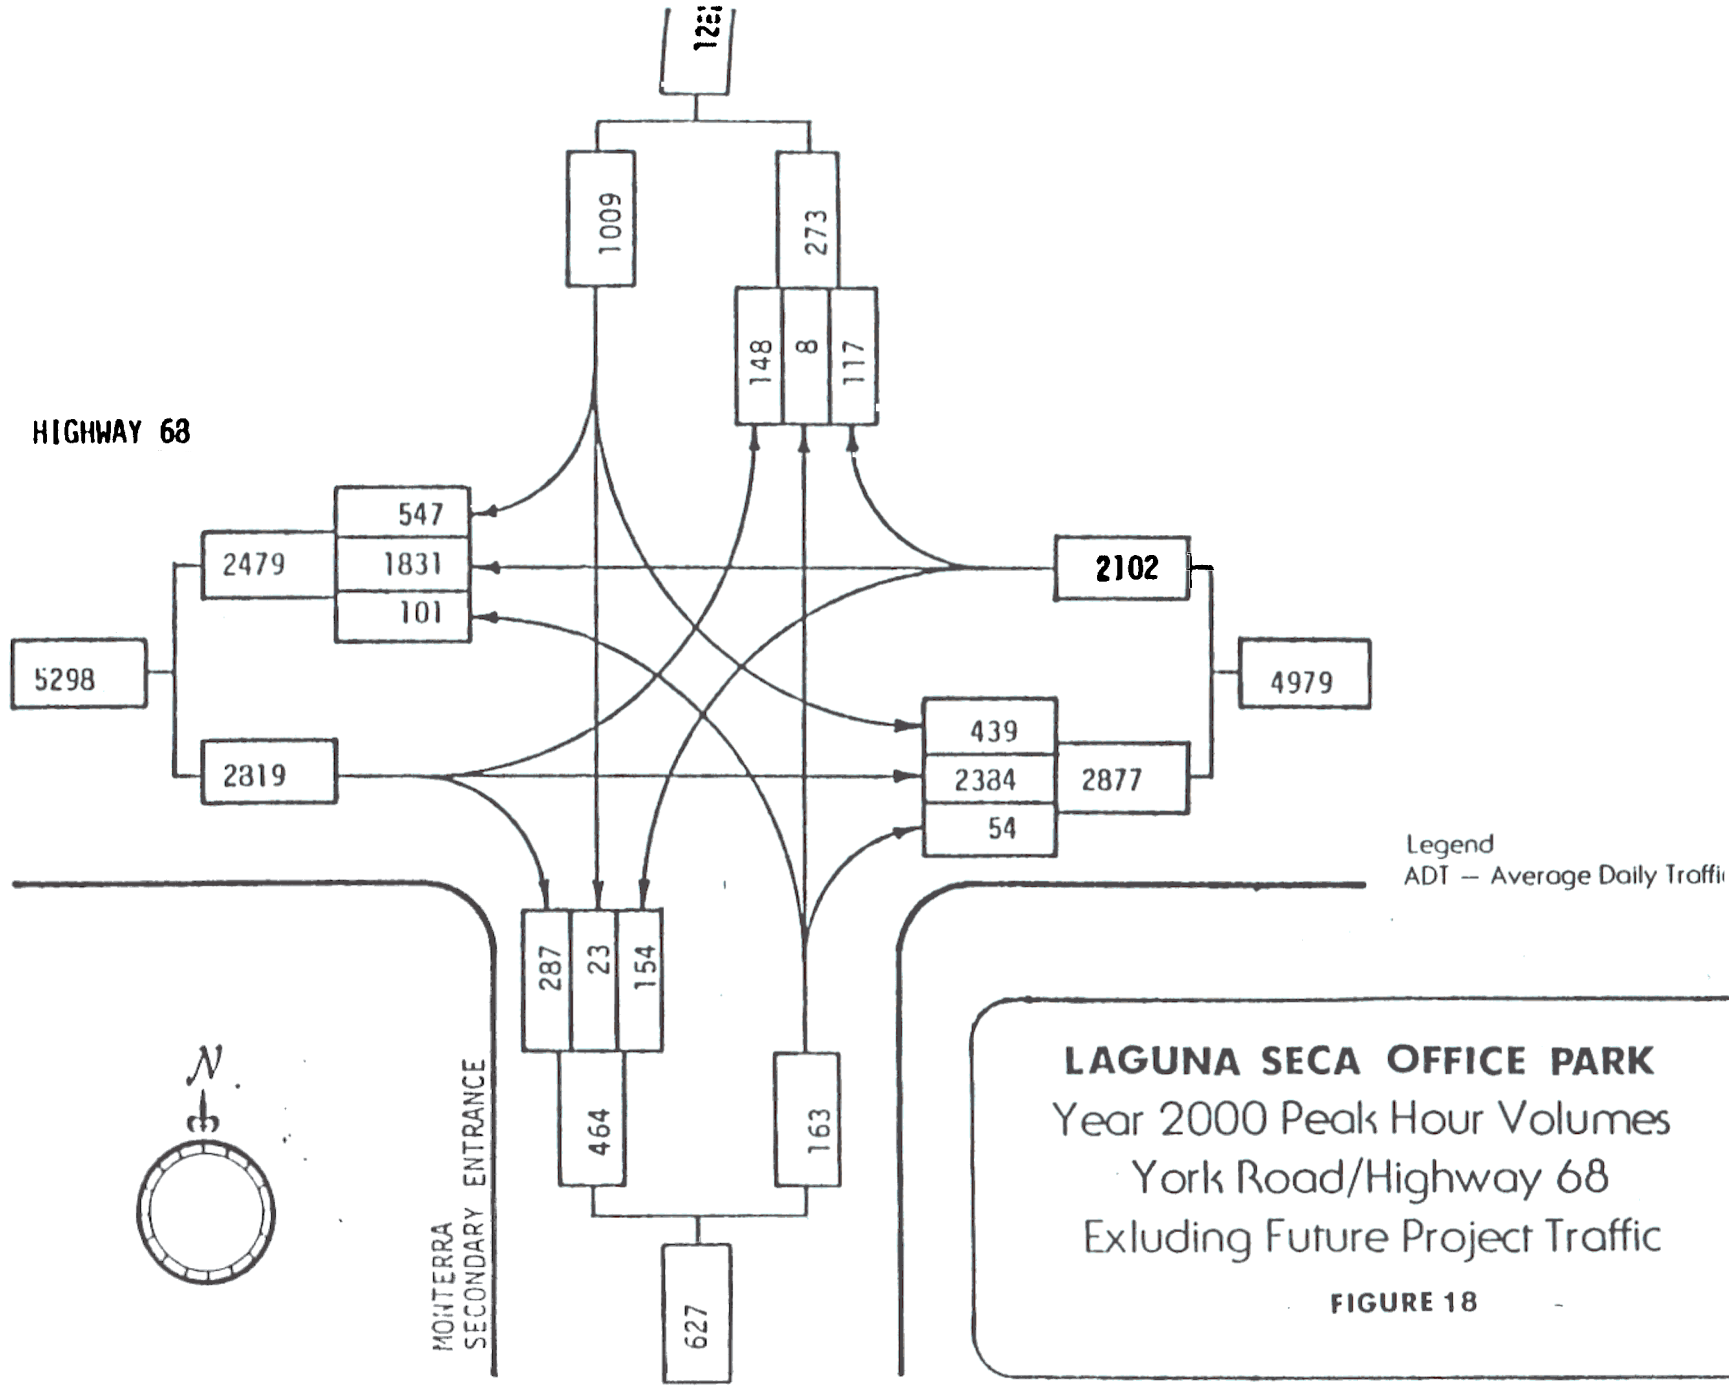 1009
273
148
8
117
HIGHWAY 68
547
2479
1831
101
2102
5298
4979
2819
439
2384
2877
54
Legend
ADT — Average Daily
287
23
154
464
163
627
MONTERRA
SECONDARY ENTRANCE
N
LAGUNA SECA OFFICE PARK
Year 2000 Peak Hour Volumes
York Road/Highway 68
Exluding Future Project Traffic
FIGURE 18